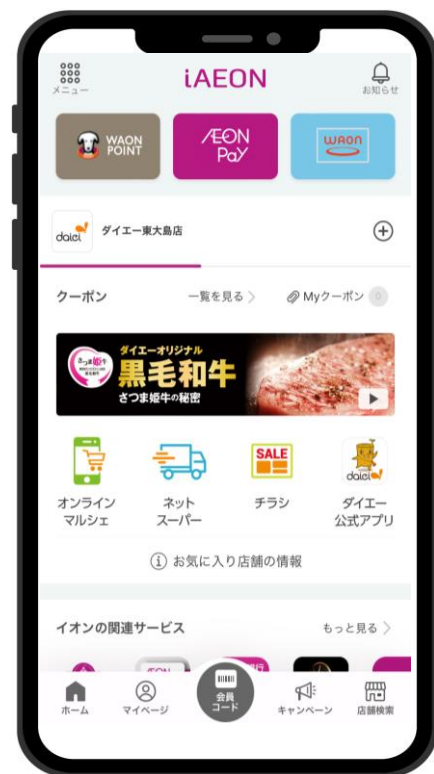 iAEON
メニュー
お知らせ
WAON
POINT
ÆON
Pay
WAON
daiei
ダイエー東大島店
クーポン
一覧を見る
Myクーポン 0
さつま姫牛
ダイエーオリジナル
黒毛和牛
さつま姫牛の秘密
SALE
daiei
オンライン
マルシェ
ネット
スーパー
チラシ
ダイエー
公式アプリ
お気に入り店舗の情報
イオンの関連サービス
もっと見る
ホーム
マイページ
会員
コード
キャンペーン
店舗検索